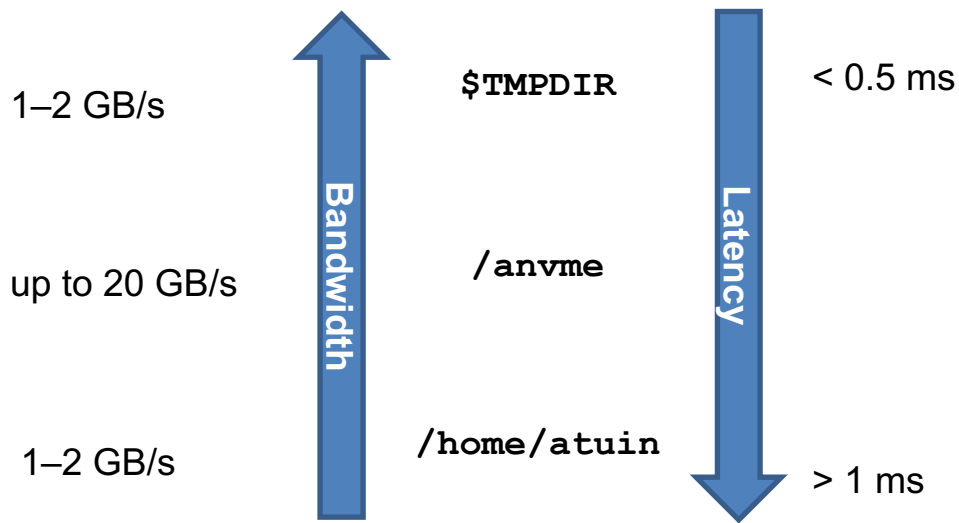 1–2 GB/s
$TMPDIR
< 0.5 ms
Bandwidth
Latency
up to 20 GB/s
/anvme
1–2 GB/s
/home/atuin
> 1 ms